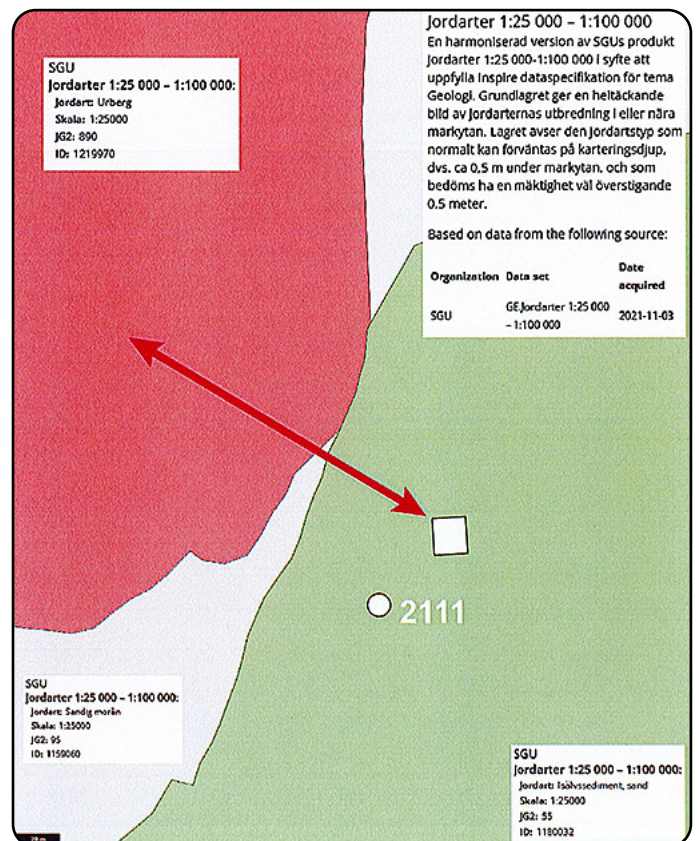 SGU
Jordarter 1:25 000 – 1:100 000:
Jordart: Urberg
Skala: 1:25000
JG2: 890
ID: 1219970
Jordarter 1:25 000 – 1:100 000
En harmoniserad version av SGUs produkt
Jordarter 1:25 000-1:100 000 i syfte att
uppfylla Inspire dataspecifikation för tema
Geologi. Grundlagret ger en heltäckande
bild av jordarternas utbredning i eller nära
markytan. Lagret avser den jordartstyp som
normalt kan förväntas på karteringsdjup,
dvs. ca 0,5 m under markytan, och som
bedöms ha en mäktighet väl överstigande
0.5 meter.
Based on data from the following source:
Organization Data set Date acquired
SGU GE.Jordarter 1:25 000 – 1:100 000 2021-11-03
2111
SGU
Jordarter 1:25 000 – 1:100 000:
Jordart: Sandig morän
Skala: 1:25000
JG2: 95
ID: 1159060
SGU
Jordarter 1:25 000 – 1:100 000:
Jordart: Isälvssediment, sand
Skala: 1:25000
JG2: 55
ID: 1180032